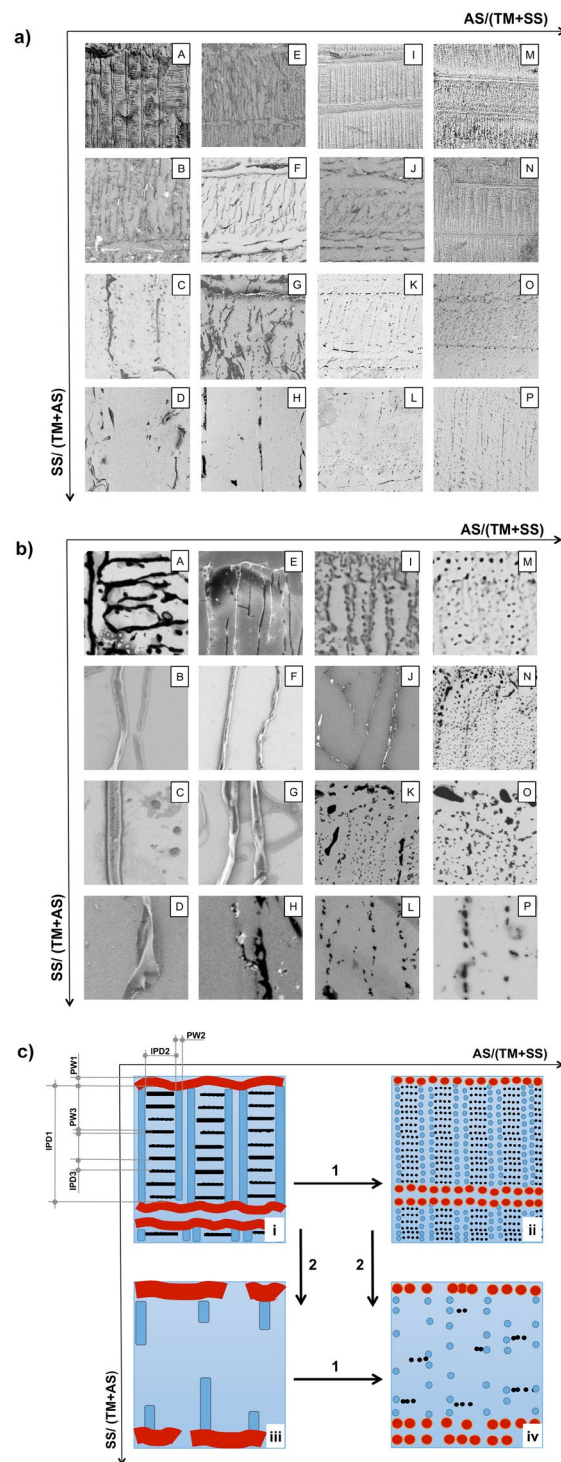 AS/(TM+SS)
a)
A E I M
B F J N
C G K O
D H L P
SS/ (TM+AS)
AS/(TM+SS)
b)
A E I M
B F J N
C G K O
D H L P
SS/ (TM+AS)
c)
AS/(TM+SS)
PW2
IPD2
PW1
IPD1
PW3
IPD3
1
i ii
2 2
1
iii iv
SS/ (TM+AS)